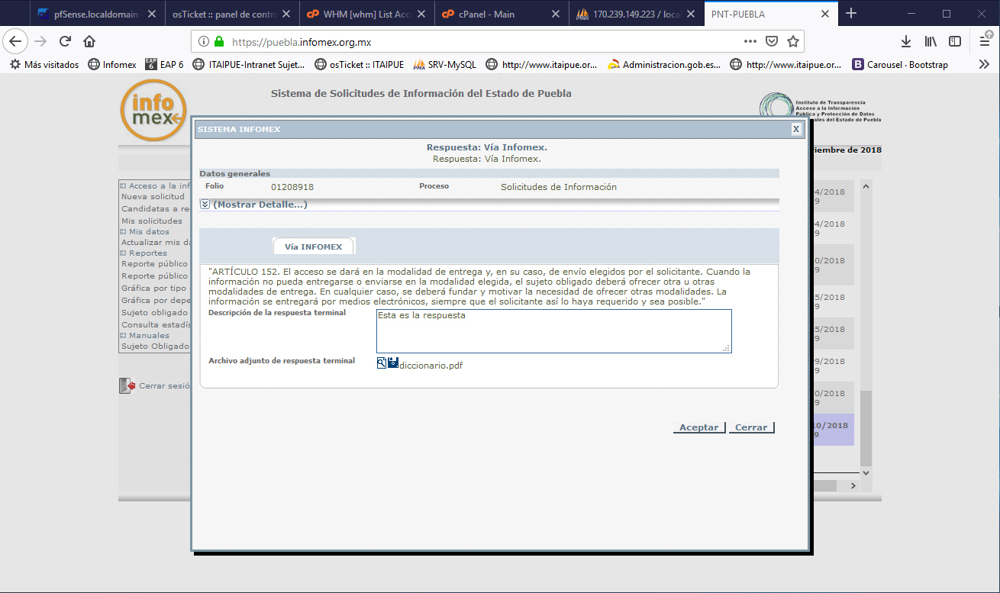 pfSense.localdomain
osTicket :: panel de contro
WHM [whm] List Acc
cPanel - Main
170.239.149.223 / loca
PNT-PUEBLA
https://puebla.infomex.org.mx
Más visitados
Infomex
EAP 6
ITAIPUE-Intranet Sujet...
osTicket :: ITAIPUE
SRV-MySQL
http://www.itaipue.or...
Administracion.gob.es...
http://www.itaipue.or...
Carousel · Bootstrap
info
mex
Sistema de Solicitudes de Información del Estado de Puebla
Instituto de Transparencia
Acceso a la Información
Pública y Protección de Datos
nales del Estado de Puebla
SISTEMA INFOMEX
X
Respuesta: Vía Infomex.
Respuesta: Vía Infomex.
iembre de 2018
Datos generales
Folio
01208918
Proceso
Solicitudes de Información
(Mostrar Detalle...)
Acceso a la inf
Nueva solicitud
Candidatas a re
Mis solicitudes
Mis datos
Actualizar mis da
Reportes
Reporte público
Reporte público
Gráfica por tipo
Gráfica por depe
Sujeto obligado
Consulta estadís
Manuales
Sujeto Obligado
Cerrar sesió
Vía INFOMEX
"ARTÍCULO 152. El acceso se dará en la modalidad de entrega y, en su caso, de envío elegidos por el solicitante. Cuando la
información no pueda entregarse o enviarse en la modalidad elegida, el sujeto obligado deberá ofrecer otra u otras
modalidades de entrega. En cualquier caso, se deberá fundar y motivar la necesidad de ofrecer otras modalidades. La
información se entregará por medios electrónicos, siempre que el solicitante así lo haya requerido y sea posible."
Descripción de la respuesta terminal
Esta es la respuesta
Archivo adjunto de respuesta terminal
diccionario.pdf
Aceptar
Cerrar
4/2018
9
4/2018
0/2018
9
5/2018
9
5/2018
9
9/2018
9
0/2018
9
10/2018
9